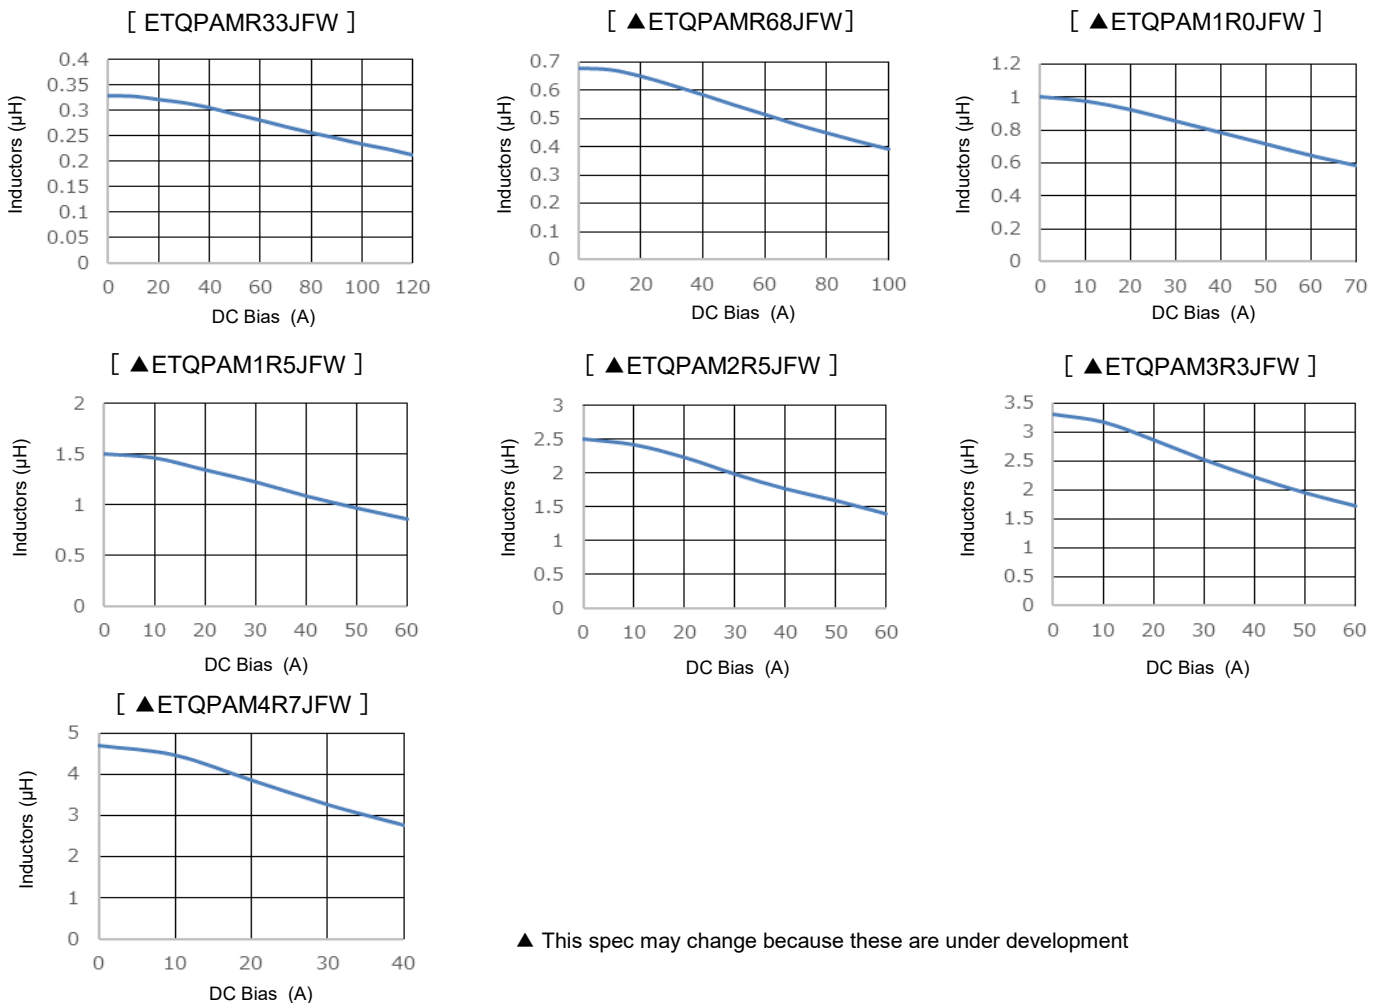 [ ETQPAMR33JFW ]
0.4
0.35
0.3
0.25
0.2
0.15
0.1
0.05
0
Inductors (μH)
0 20 40 60 80 100 120
DC Bias (A)
[ ▲ETQPAMR68JFW]
0.7
0.6
0.5
0.4
0.3
0.2
0.1
0
Inductors (μH)
0 20 40 60 80 100
DC Bias (A)
[ ▲ETQPAM1R0JFW ]
1.2
1
0.8
0.6
0.4
0.2
0
Inductors (μH)
0 10 20 30 40 50 60 70
DC Bias (A)
[ ▲ETQPAM1R5JFW ]
2
1.5
1
0.5
0
Inductors (μH)
0 10 20 30 40 50 60
DC Bias (A)
[ ▲ETQPAM2R5JFW ]
3
2.5
2
1.5
1
0.5
0
Inductors (μH)
0 10 20 30 40 50 60
DC Bias (A)
[ ▲ETQPAM3R3JFW ]
3.5
3
2.5
2
1.5
1
0.5
0
Inductors (μH)
0 10 20 30 40 50 60
DC Bias (A)
[ ▲ETQPAM4R7JFW ]
5
4
3
2
1
0
Inductors (μH)
0 10 20 30 40
DC Bias (A)
▲ This spec may change because these are under development